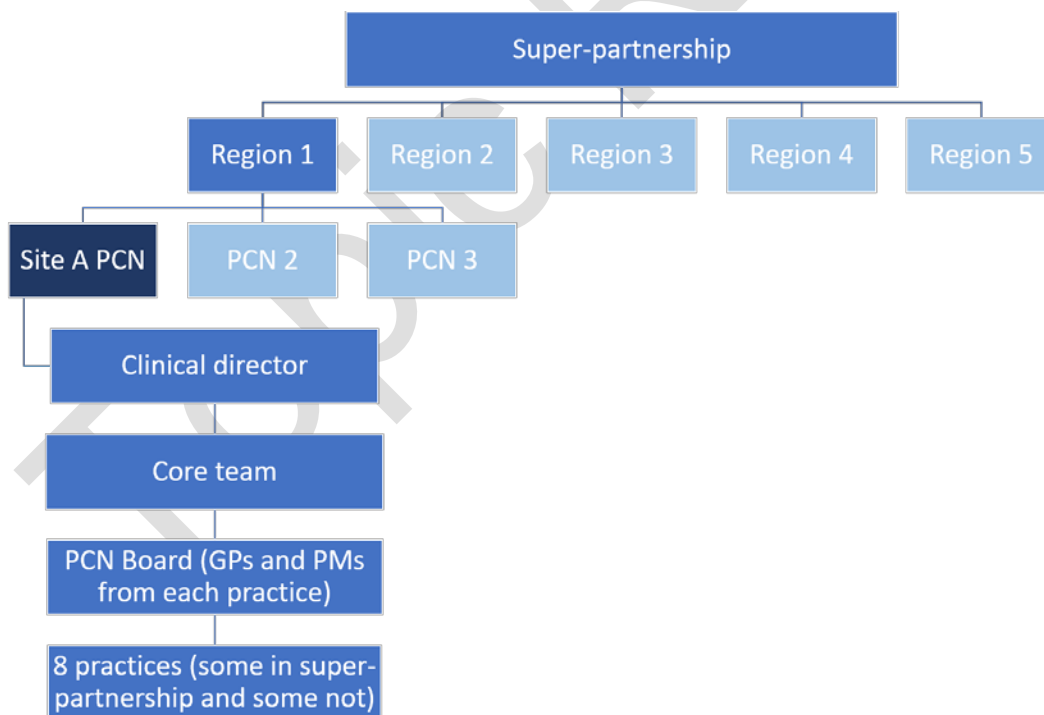 Super-partnership
Region 1
Region 2
Region 3
Region 4
Region 5
Site A PCN
PCN 2
PCN 3
Clinical director
Core team
PCN Board (GPs and PMs
from each practice)
8 practices (some in super-
partnership and some not)